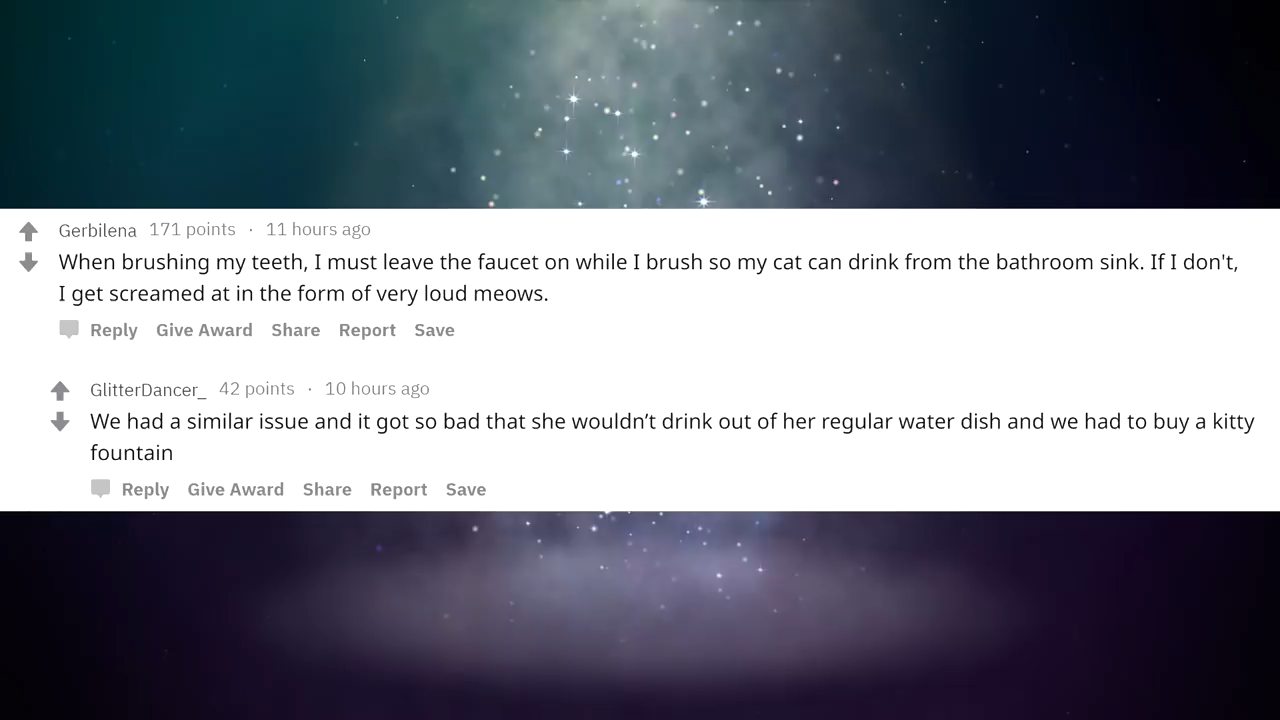 Gerbilena 171 points · 11 hours ago
When brushing my teeth, I must leave the faucet on while I brush so my cat can drink from the bathroom sink. If I don't,
I get screamed at in the form of very loud meows.
Reply Give Award Share Report Save
GlitterDancer_ 42 points · 10 hours ago
We had a similar issue and it got so bad that she wouldn’t drink out of her regular water dish and we had to buy a kitty
fountain
Reply Give Award Share Report Save